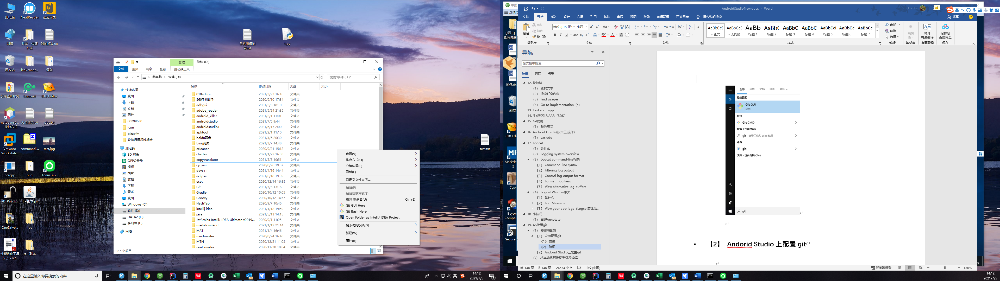 此电脑
NeatReader
必应词典
网络
共享 - 快捷方式
时间换算.txt
手机出借记录.txt
1.py
回收站
leakcanar...
词条
公司基础服务
Connect
010 Editor
netbeans6... - 快捷方式
大佬建议.txt
pbc.txt
VMware Workstati...
commandl...
test.jpg
test.txt
scrcpy
bug
TeamTalk
PDFPassw...
rt - 副本.jar
OneDrive...
res
性能优化工具（八）-MA...
rt - 副本
管理
软件 (D:)
文件
主页
共享
查看
驱动器工具
此电脑 > 软件 (D:)
搜索"软件 (D:)"
名称
修改日期
类型
大小
快速访问
桌面
下载
文档
图片
80299630
icon
pizzafm
软件通道领域标准
此电脑
3D 对象
OPPO云盘
视频
图片
文档
下载
音乐
桌面
Windows (C:)
软件 (D:)
DATA2 (E:)
李阳辉 (F:)
网络
010editor 2021/3/23 16:16 文件夹
360手机助手 2020/9/10 17:34 文件夹
adbgui 2021/2/3 18:10 文件夹
adobe_reader 2021/5/24 21:35 文件夹
android_killer 2021/2/1 11:01 文件夹
androidstudio 2021/7/5 9:44 文件夹
androidstudio1 2021/6/17 2:00 文件夹
apktool 2021/2/1 11:10 文件夹
baidu网盘 2021/4/6 20:30 文件夹
bing词典 2021/3/7 14:48 文件夹
ccleaner 2020/9/21 15:12 文件夹
charles 2021/1/22 16:38 文件夹
copytranslator 2021/3/8 10:51 文件夹
cygwin 2020/8/26 19:37 文件夹
devc++ 2021/4/16 14:44 文件夹
eclipse 2021/6/18 19:39 文件夹
eset 2020/12/14 16:33 文件夹
Git 2021/7/5 13:16 文件夹
Gradle 2020/10/12 10:05 文件夹
Groovy 2020/10/12 14:57 文件夹
HashTab 2020/9/7 10:46 文件夹
intellij idea 2021/1/18 19:59 文件夹
java 2021/5/13 14:15 文件夹
JetBrains IntelliJ IDEA Ultimate v2019.... 2020/9/1 11:25 文件夹
markdownPod 2021/1/12 21:14 文件夹
MAT 2021/1/4 16:46 文件夹
mindmaster 2020/8/24 16:48 文件夹
MTN 2020/12/21 11:03 文件夹
neat reader 2020/11/30 18:04 文件夹
67 个项目
查看(V)
排序方式(O)
分组依据(P)
刷新(E)
自定义文件夹(F)...
粘贴(P)
粘贴快捷方式(S)
撤消 重命名(U) Ctrl+Z
Git GUI Here
Git Bash Here
Open Folder as IntelliJ IDEA Project
授予访问权限(G)
新建(W)
属性(R)
在这里输入你要搜索的内容
英
14:12
2021/7/5
AndroidStudioNew.docx - Word
Eric Li
英
文件 开始 插入 设计 布局 引用 邮件 审阅 视图 帮助 有道翻译 百度网盘 操作说明搜索
共享
粘贴
剪切
复制
格式刷
剪贴板
等线 (中文正文 小四
字体
段落
AaBbCcD 正文
AaBbCcD 无间隔
AaBb 标题 1
AaBbC 标题 2
AaBbC 标题 3
AaBbC 标题 4
AaBbCc 标题 5
AaBbCc 标题 6
AaBbCc 标题 7
样式
查找
替换
选择
编辑
敏感性
敏感度
打开有道翻译
有道翻译
保存到百度网盘
保存
导航
在文档中搜索
标题 页面 结果
12. 快捷键
（1） 查找文本
（2） 搜索任意内容
（3） Find usages
（4） Go to implementation（s）
13. Test your app
14. 生成和引入AAR（SDK）
15. Git使用
（1） 颜色意义
16. Android Gradle(版本三:操作)
（1） exclude
17. Logcat
（1） 是什么
（2） Logging system overview
（3） Logcat command-line相关
【1】 Command-line syntax
【2】 Filtering log output
【3】 Control log output format
【4】 Format modifiers
【5】 View alternative log buffers
（4） Logcat Window相关
【1】 是什么
【2】 Log Message
【3】 View your app logs（Logcat窗体结...
18. 小技巧
（1） 右键Annotate
19. AS使用git
（1） 安装与配置
【1】 安装配置git
《1》 安装
《2》 验证
【2】 Andorid Studio上配置git
（x） 将本地代码推送到远程仓库
全部 应用 文档 网页 更多
最佳匹配
Git GUI
应用
应用
Git CMD
搜索工作和 Web
git - 查看工作和 Web 结果
命令
git
文档 - 这台电脑 (1+)
git
【2】 Andorid Studio 上配置 git
第 146 页，共 146 页 24574 个字 中文(中国)
显示器设置
130%
14:12
2021/7/5